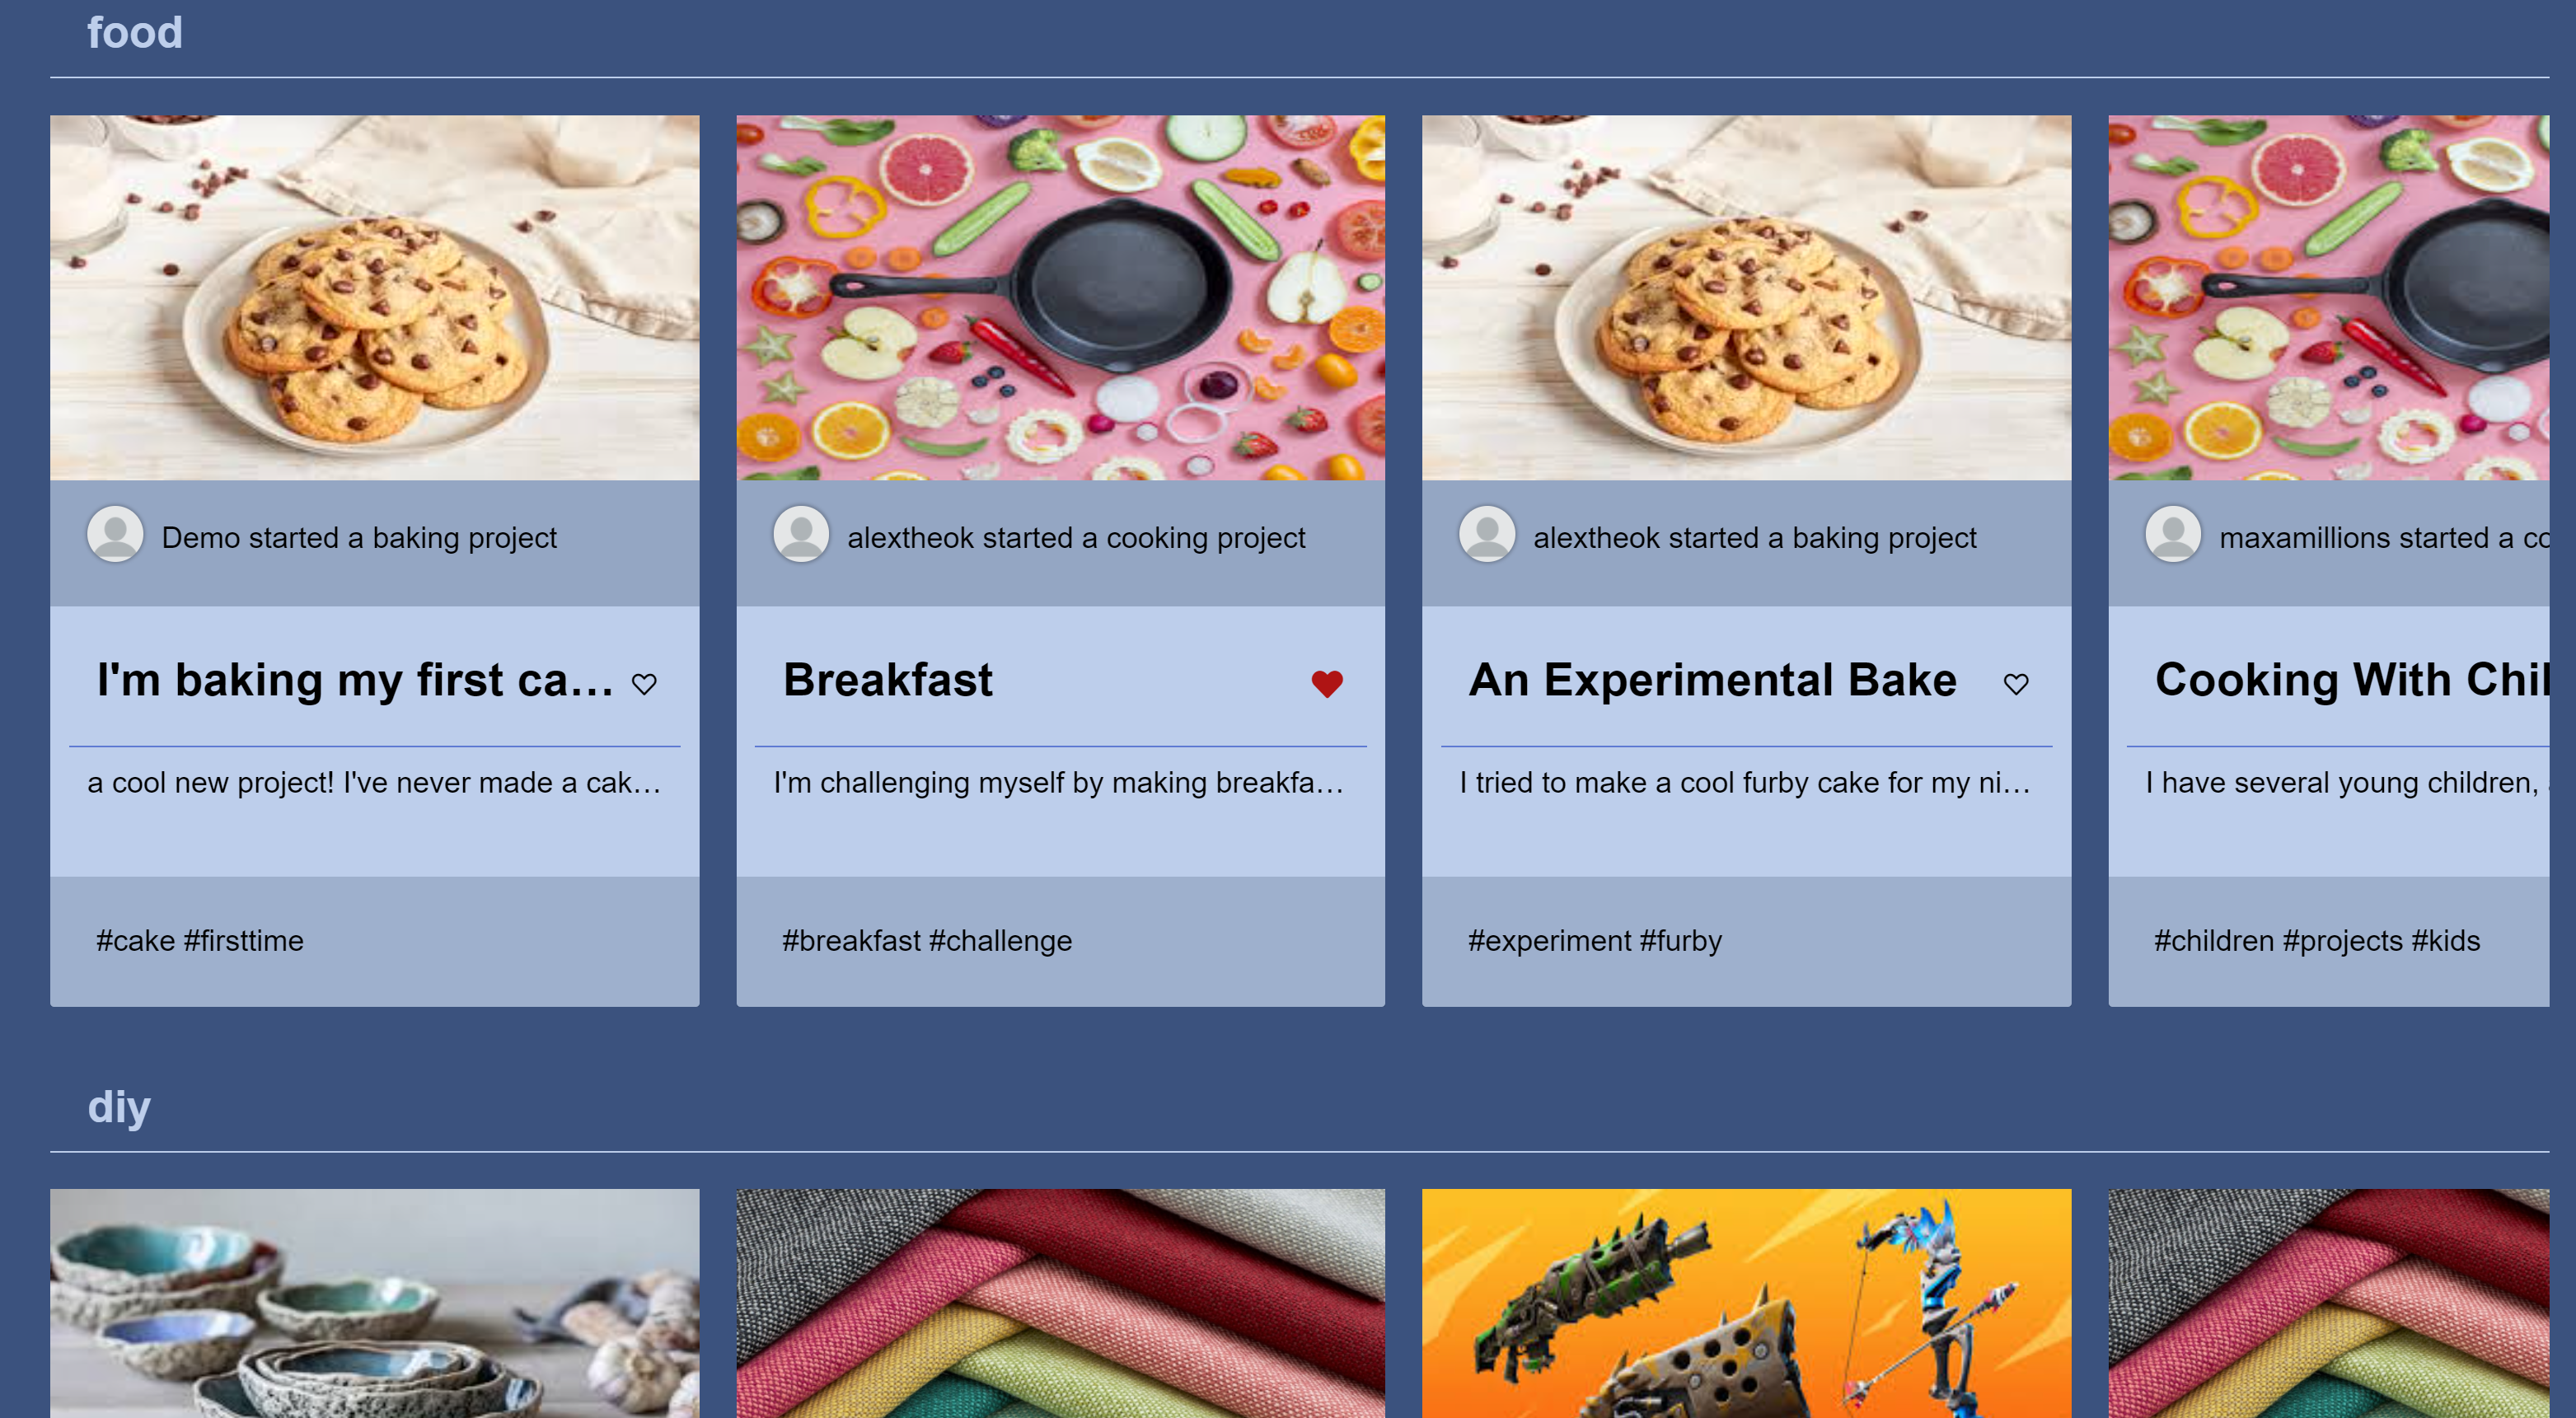 food
Demo started a baking project
I'm baking my first ca...
a cool new project! I've never made a cak...
#cake #firsttime
alextheok started a cooking project
Breakfast
I'm challenging myself by making breakfa...
#breakfast #challenge
alextheok started a baking project
An Experimental Bake
I tried to make a cool furby cake for my ni...
#experiment #furby
maxamillions started a co
Cooking With Chil
I have several young children,
#children #projects #kids
diy